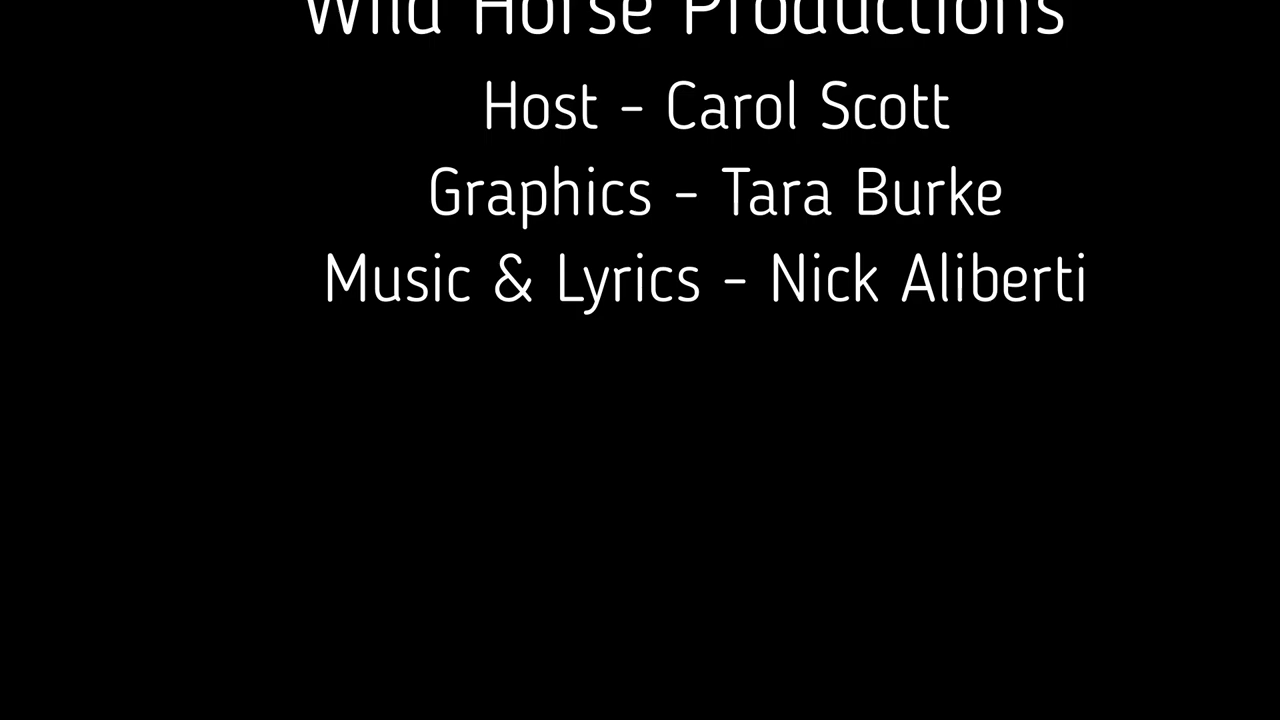 Wild Horse Productions
Host - Carol Scott
Graphics - Tara Burke
Music & Lyrics - Nick Aliberti